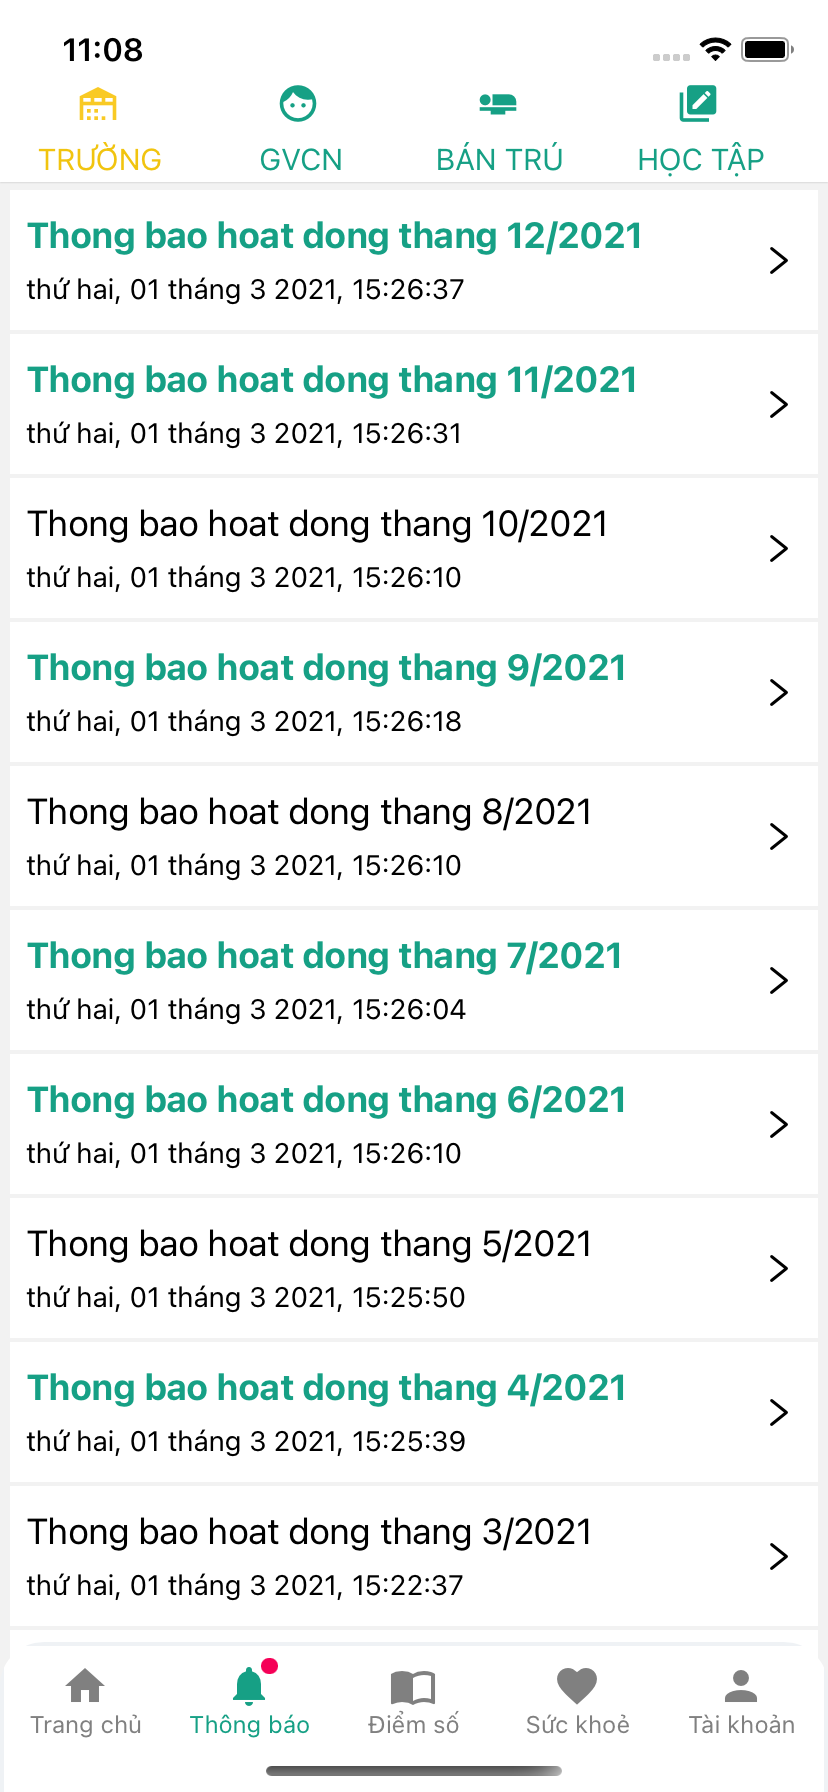 11:08
TRƯỜNG
GVCN
BÁN TRÚ
HỌC TẬP
Thong bao hoat dong thang 12/2021
thứ hai, 01 tháng 3 2021, 15:26:37
Thong bao hoat dong thang 11/2021
thứ hai, 01 tháng 3 2021, 15:26:31
Thong bao hoat dong thang 10/2021
thứ hai, 01 tháng 3 2021, 15:26:10
Thong bao hoat dong thang 9/2021
thứ hai, 01 tháng 3 2021, 15:26:18
Thong bao hoat dong thang 8/2021
thứ hai, 01 tháng 3 2021, 15:26:10
Thong bao hoat dong thang 7/2021
thứ hai, 01 tháng 3 2021, 15:26:04
Thong bao hoat dong thang 6/2021
thứ hai, 01 tháng 3 2021, 15:26:10
Thong bao hoat dong thang 5/2021
thứ hai, 01 tháng 3 2021, 15:25:50
Thong bao hoat dong thang 4/2021
thứ hai, 01 tháng 3 2021, 15:25:39
Thong bao hoat dong thang 3/2021
thứ hai, 01 tháng 3 2021, 15:22:37
Trang chủ
Thông báo
Điểm số
Sức khoẻ
Tài khoản